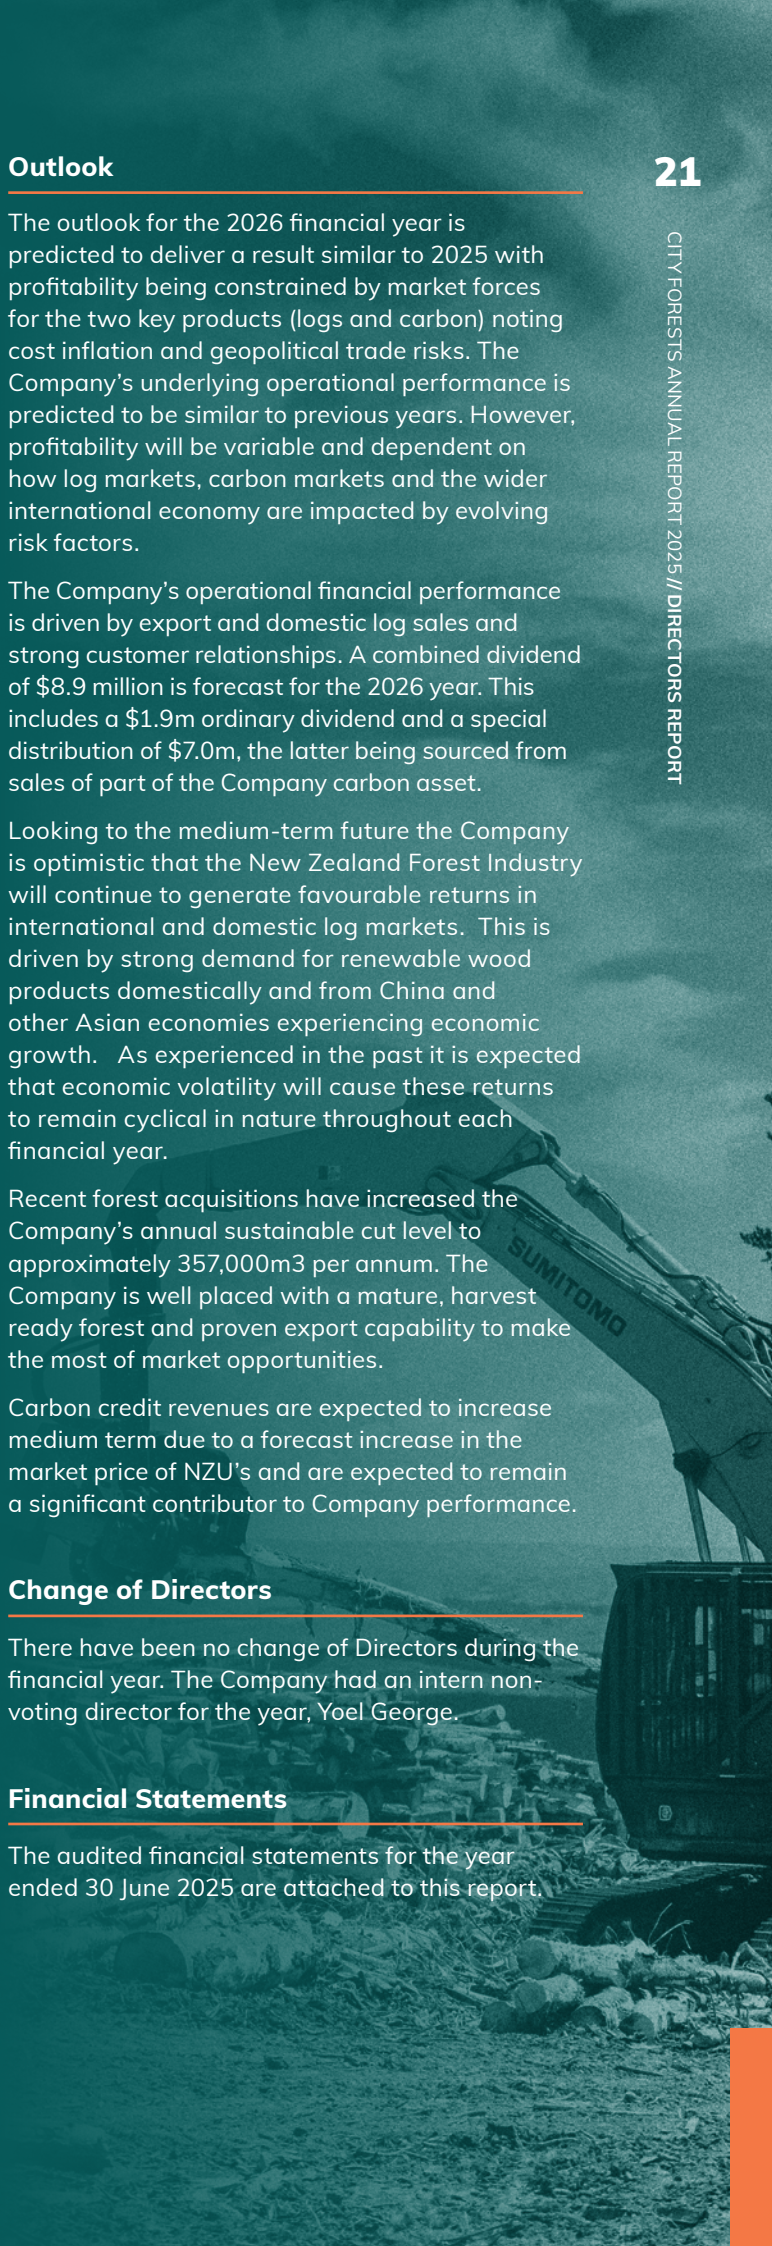 Outlook
The outlook for the 2026 financial year is
predicted to deliver a result similar to 2025 with
profitability being constrained by market forces
for the two key products (logs and carbon) noting
cost inflation and geopolitical trade risks. The
Company's underlying operational performance is
predicted to be similar to previous years. However,
profitability will be variable and dependent on
how log markets, carbon markets and the wider
international economy are impacted by evolving
risk factors.
The Company's operational financial performance
is driven by export and domestic log sales and
strong customer relationships. A combined dividend
of $8.9 million is forecast for the 2026 year. This
includes a $1.9m ordinary dividend and a special
distribution of $7.0m, the latter being sourced from
sales of part of the Company carbon asset.
Looking to the medium-term future the Company
is optimistic that the New Zealand Forest Industry
will continue to generate favourable returns in
international and domestic log markets.  This is
driven by strong demand for renewable wood
products domestically and from China and
other Asian economies experiencing economic
growth.   As experienced in the past it is expected
that economic volatility will cause these returns
to remain cyclical in nature throughout each
financial year.
Recent forest acquisitions have increased the
Company's annual sustainable cut level to
approximately 357,000m3 per annum. The
Company is well placed with a mature, harvest
ready forest and proven export capability to make
the most of market opportunities.
Carbon credit revenues are expected to increase
medium term due to a forecast increase in the
market price of NZU's and are expected to remain
a significant contributor to Company performance.
Change of Directors
There have been no change of Directors during the
financial year. The Company had an intern non-
voting director for the year, Yoel George.
Financial Statements
The audited financial statements for the year
ended 30 June 2025 are attached to this report.
21
CITY FORESTS ANNUAL REPORT 2025 // DIRECTORS REPORT
SUMITOMO